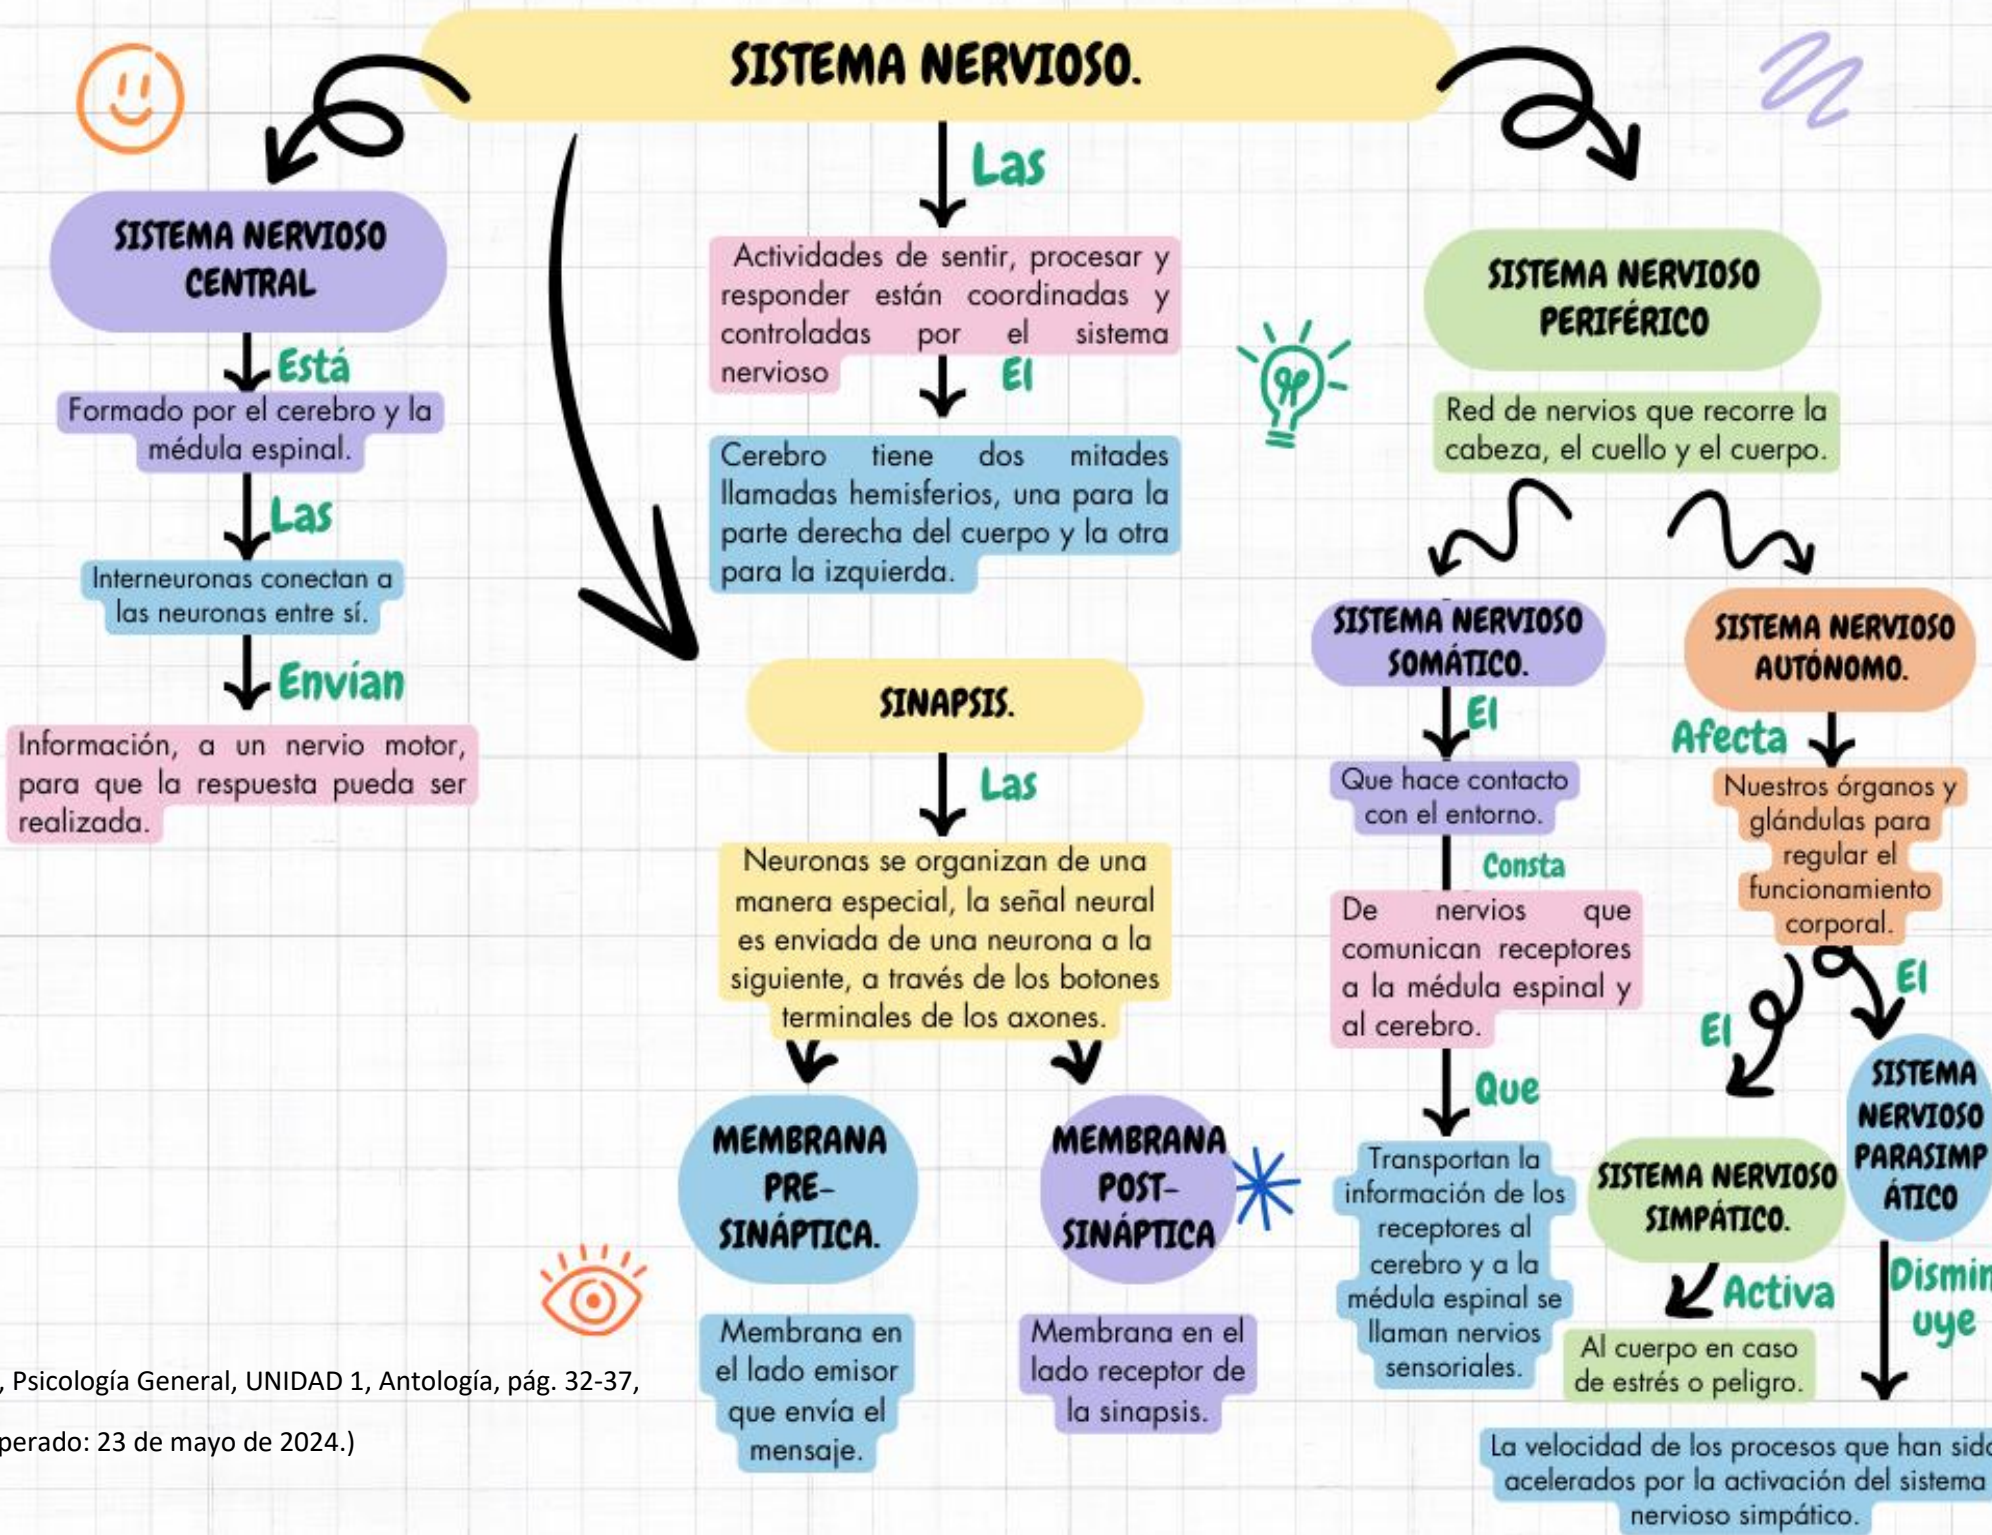 SISTEMA NERVIOSO.
SISTEMA NERVIOSO
CENTRAL
Está
Formado por el cerebro y la
médula espinal.
Las
Interneuronas conectan a
las neuronas entre sí.
Envían
Información, a un nervio motor,
para que la respuesta pueda ser
realizada.
Las
Actividades de sentir, procesar y
responder están coordinadas y
controladas por el sistema
nervioso
El
Cerebro tiene dos mitades
llamadas hemisferios, una para la
parte derecha del cuerpo y la otra
para la izquierda.
SINAPSIS.
Las
Neuronas se organizan de una
manera especial, la señal neural
es enviada de una neurona a la
siguiente, a través de los botones
terminales de los axones.
MEMBRANA
PRE-
SINÁPTICA.
Membrana en
el lado emisor
que envía el
mensaje.
MEMBRANA
POST-
SINÁPTICA
Membrana en el
lado receptor de
la sinapsis.
SISTEMA NERVIOSO
PERIFÉRICO
Red de nervios que recorre la
cabeza, el cuello y el cuerpo.
SISTEMA NERVIOSO
SOMÁTICO.
El
Que hace contacto
con el entorno.
Consta
De nervios que
comunican receptores
a la médula espinal y
al cerebro.
Que
Transportan la
información de los
receptores al
cerebro y a la
médula espinal se
llaman nervios
sensoriales.
SISTEMA NERVIOSO
AUTÓNOMO.
Afecta
Nuestros órganos y
glándulas para
regular el
funcionamiento
corporal.
El
SISTEMA NERVIOSO
SIMPÁTICO.
Activa
Al cuerpo en caso
de estrés o peligro.
El
SISTEMA
NERVIOSO
PARASIMP
ÁTICO
Dismin
uye
La velocidad de los procesos que han sido
acelerados por la activación del sistema
nervioso simpático.
, Psicología General, UNIDAD 1, Antología, pág. 32-37,
perado: 23 de mayo de 2024.)